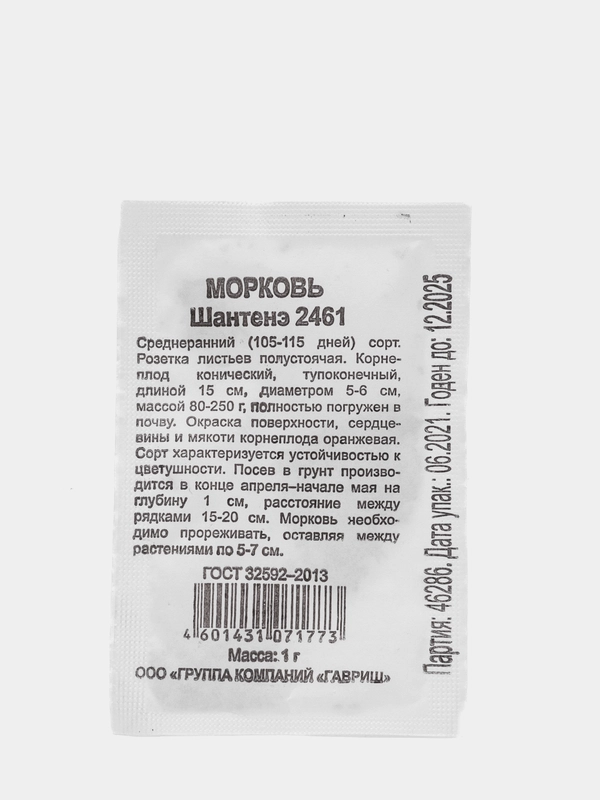 МОРКОВЬ
Шантенэ 2461
Среднеранний (105-115 дней) сорт.
Розетка листьев полустоячая. Корне-
плод конический, тупоконечный,
длиной 15 см, диаметром 5-6 см,
массой 80-250 г, полностью погружен в
почву. Окраска поверхности, сердце-
вины и мякоти корнеплода оранжевая.
Сорт характеризуется устойчивостью к
цветушности. Посев в грунт произво-
дится в конце апреля–начале мая на
глубину 1 см, расстояние между
рядками 15-20 см. Морковь необхо-
димо прореживать, оставляя между
растениями по 5-7 см.
ГОСТ 32592–2013
4 601431 071773
Масса: 1 г
ООО «ГРУППА КОМПАНИЙ «ГАВРИШ»
Партия: 46286. Дата упак.: 06.2021. Годен до: 12.2025